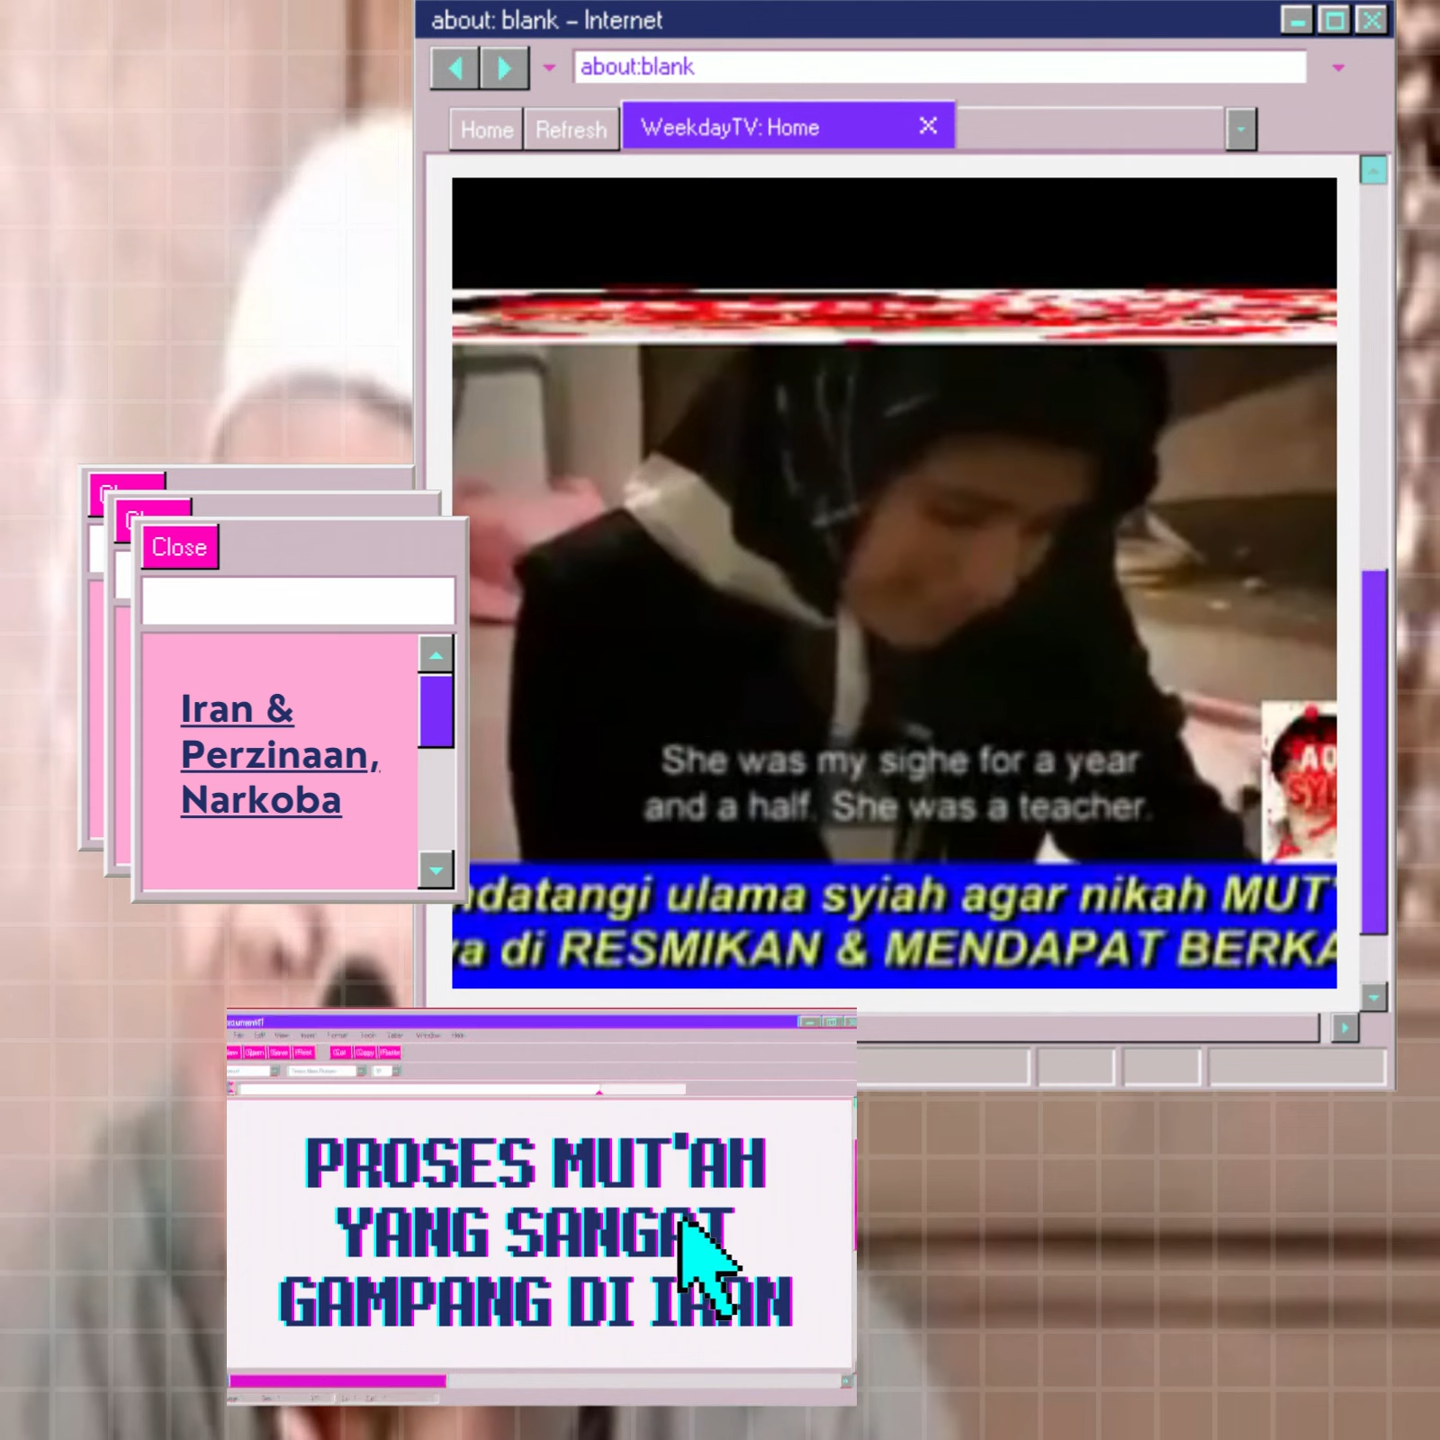 about: blank – Internet
about:blank
Home
Refresh
WeekdayTV: Home
Close
Iran &
Perzinaan,
Narkoba
She was my sighe for a year
and a half. She was a teacher.
ndatangi ulama syiah agar nikah MUT'
di RESMIKAN & MENDAPAT BERKA
PROSES MUT'AH
YANG SANGAT
GAMPANG DI IRAN